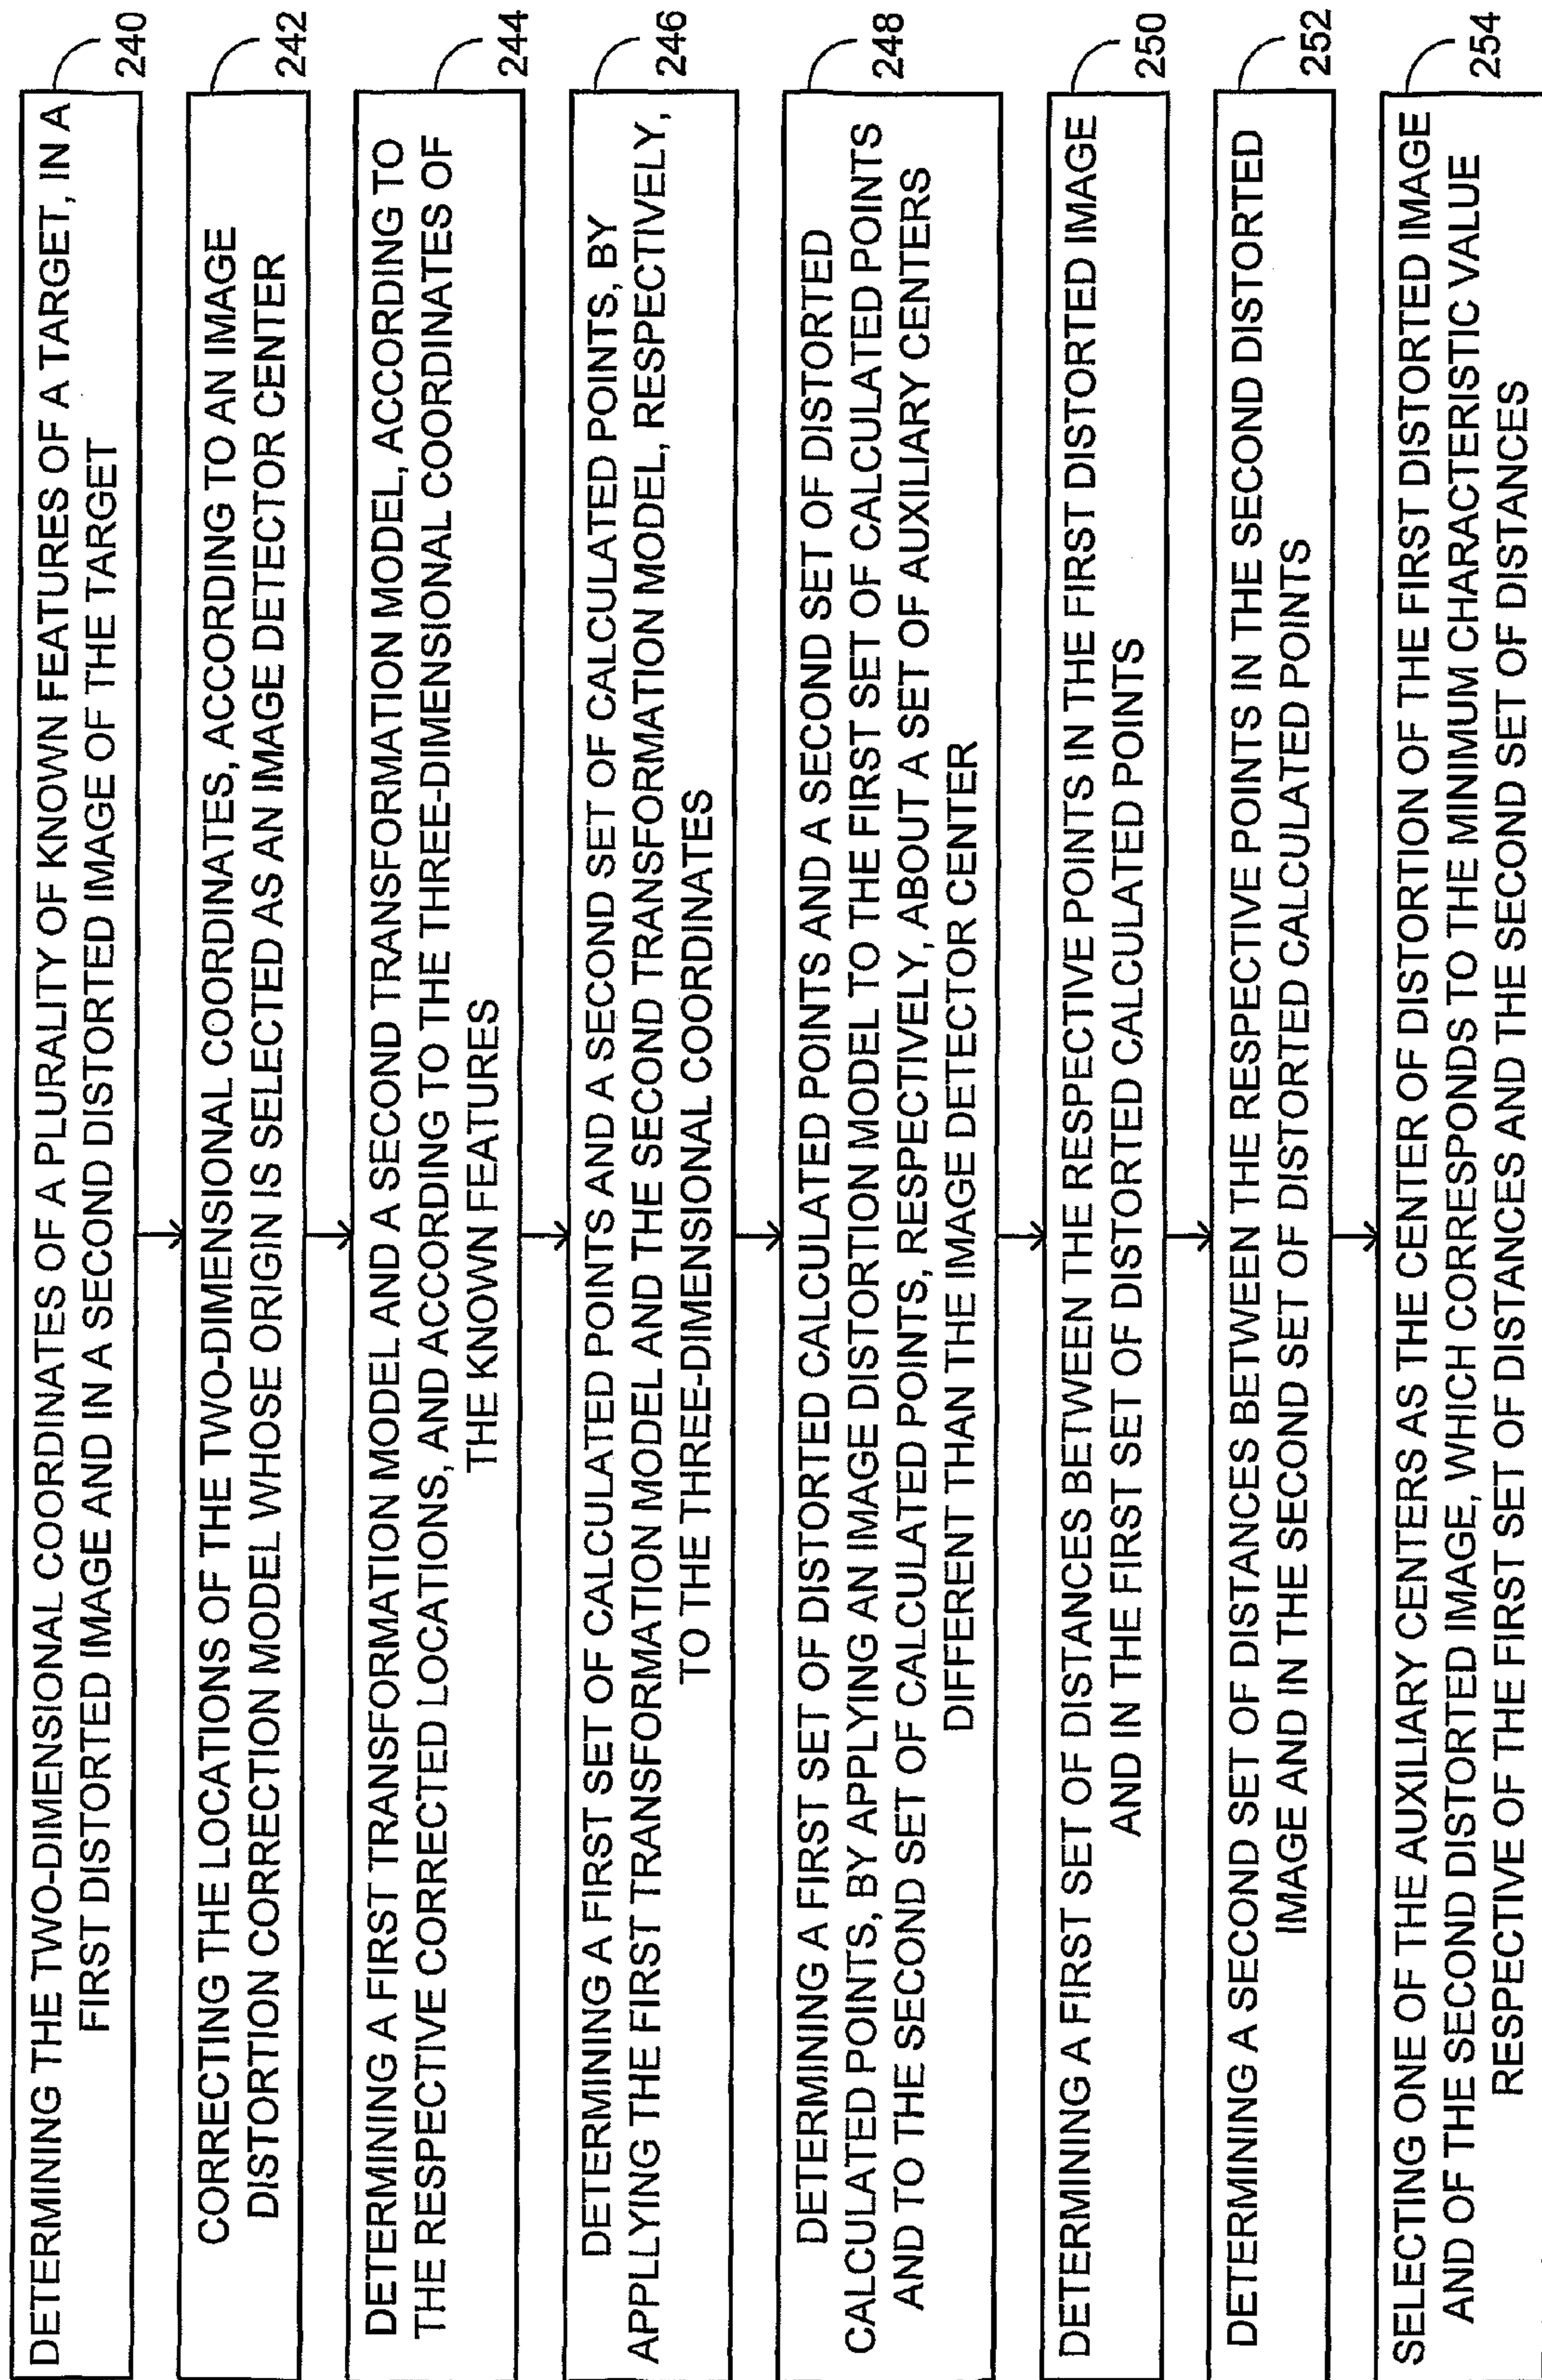 DETERMINING THE TWO-DIMENSIONAL COORDINATES OF A PLURALITY OF KNOWN FEATURES OF A TARGET, IN A
FIRST DISTORTED IMAGE AND IN A SECOND DISTORTED IMAGE OF THE TARGET
240
CORRECTING THE LOCATIONS OF THE TWO-DIMENSIONAL COORDINATES, ACCORDING TO AN IMAGE
DISTORTION CORRECTION MODEL WHOSE ORIGIN IS SELECTED AS AN IMAGE DETECTOR CENTER
242
DETERMINING A FIRST TRANSFORMATION MODEL AND A SECOND TRANSFORMATION MODEL, ACCORDING TO
THE RESPECTIVE CORRECTED LOCATIONS, AND ACCORDING TO THE THREE-DIMENSIONAL COORDINATES OF
THE KNOWN FEATURES
244
DETERMINING A FIRST SET OF CALCULATED POINTS AND A SECOND SET OF CALCULATED POINTS, BY
APPLLYING THE FIRST TRANSFORMATION MODEL AND THE SECOND TRANSFORMATION MODEL, RESPECTIVELY,
TO THE THREE-DIMENSIONAL COORDINATES
246
DETERMINING A FIRST SET OF DISTORTED CALCULATED POINTS AND A SECOND SET OF DISTORTED
CALCULATED POINTS, BY APPLYING AN IMAGE DISTORTION MODEL TO THE FIRST SET OF CALCULATED POINTS
AND TO THE SECOND SET OF CALCULATED POINTS, RESPECTIVELY, ABOUT A SET OF AUXILIARY CENTERS
DIFFERENT THAN THE IMAGE DETECTOR CENTER
248
DETERMINING A FIRST SET OF DISTANCES BETWEEN THE RESPECTIVE POINTS IN THE FIRST DISTORTED IMAGE
AND IN THE FIRST SET OF DISTORTED CALCULATED POINTS
250
DETERMINING A SECOND SET OF DISTANCES BETWEEN THE RESPECTIVE POINTS IN THE SECOND DISTORTED
IMAGE AND IN THE SECOND SET OF DISTORTED CALCULATED POINTS
252
SELECTING ONE OF THE AUXILIARY CENTERS AS THE CENTER OF DISTORTION OF THE FIRST DISTORTED IMAGE
AND OF THE SECOND DISTORTED IMAGE, WHICH CORRESPONDS TO THE MINIMUM CHARACTERISTIC VALUE
RESPECTIVE OF THE FIRST SET OF DISTANCES AND THE SECOND SET OF DISTANCES
254